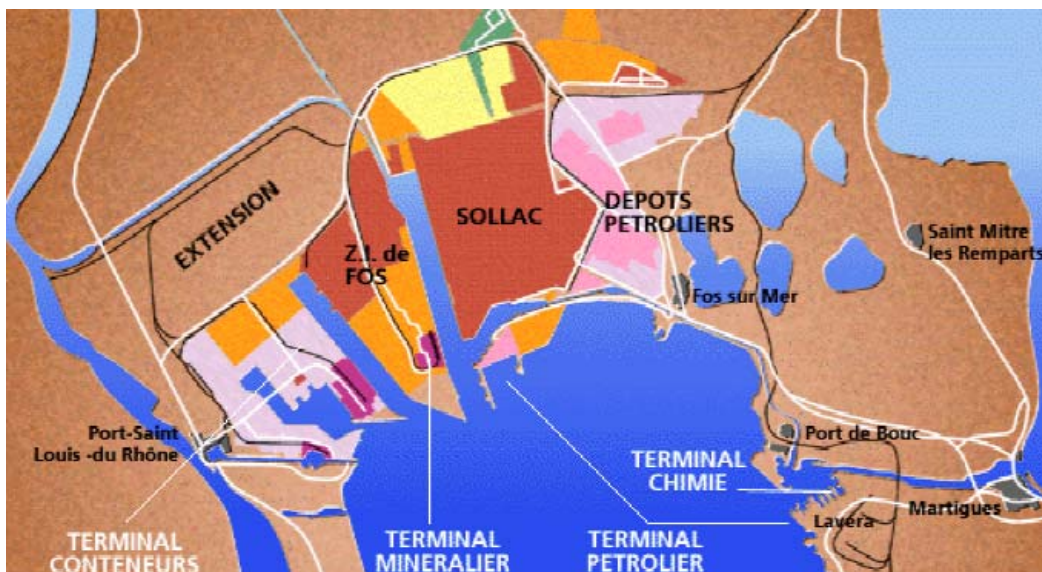 EXTENSION
SOLLAC
Z.I. de
FOS
DEPOTS
PETROLIERS
Saint Mitre
les Remparts
Fos sur Mer
Port-Saint
Louis -du Rhône
Port de Bouc
TERMINAL
CHIMIE
Lavéra
Martigues
TERMINAL
CONTENEURS
TERMINAL
MINERALIER
TERMINAL
PETROLIER